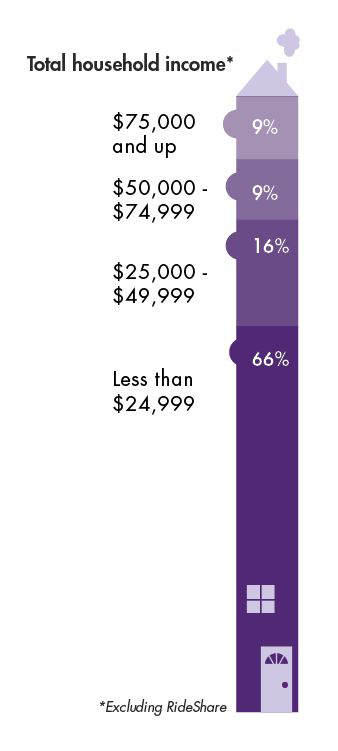 Total household income*
$75,000
and up
9%
$50,000 -
$74,999
9%
$25,000 -
$49,999
16%
Less than
$24,999
66%
*Excluding RideShare